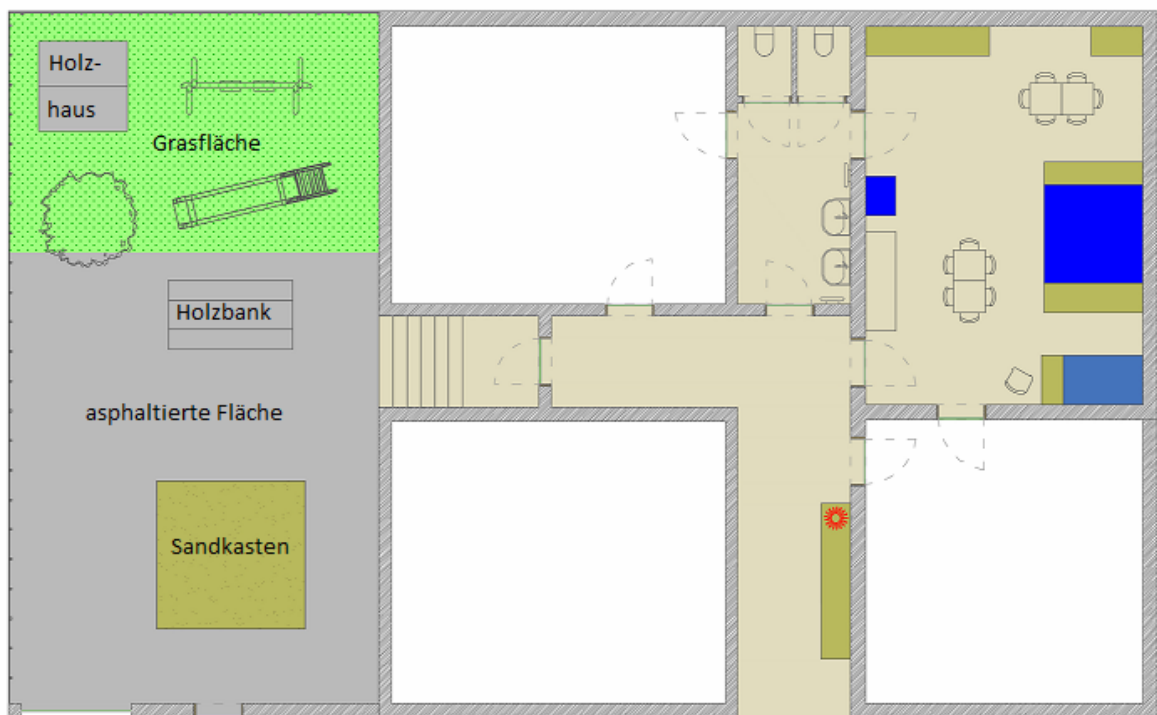 Holz-
haus
Grasfläche
Holzbank
asphaltierte Fläche
Sandkasten